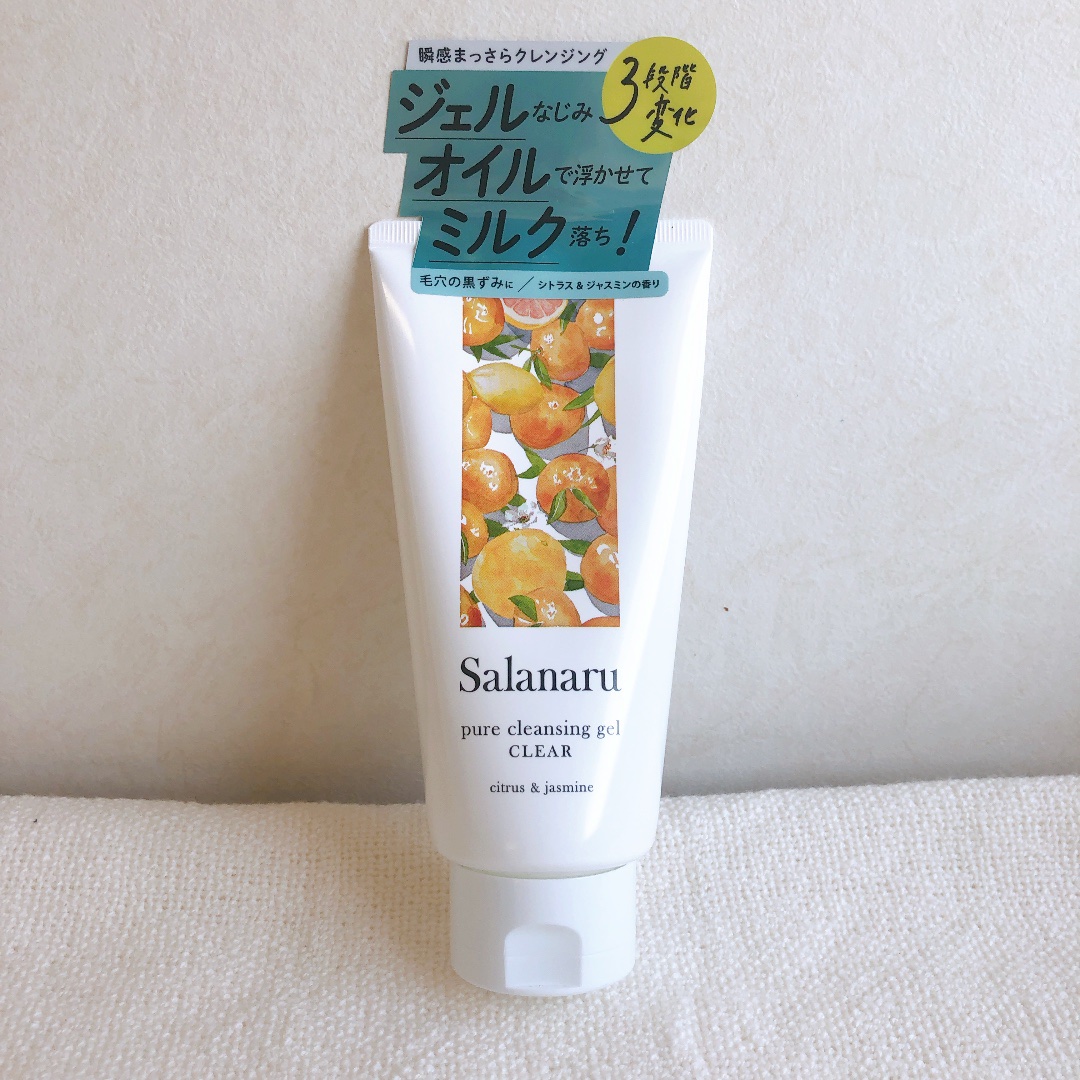 瞬感まっさらクレンジング
3段階
変化
ジェルなじみ
オイルで浮かせて
ミルク落ち!
毛穴の黒ずみに／シトラス&ジャスミンの香り
Salanaru
pure cleansing gel
CLEAR
citrus & jasmine